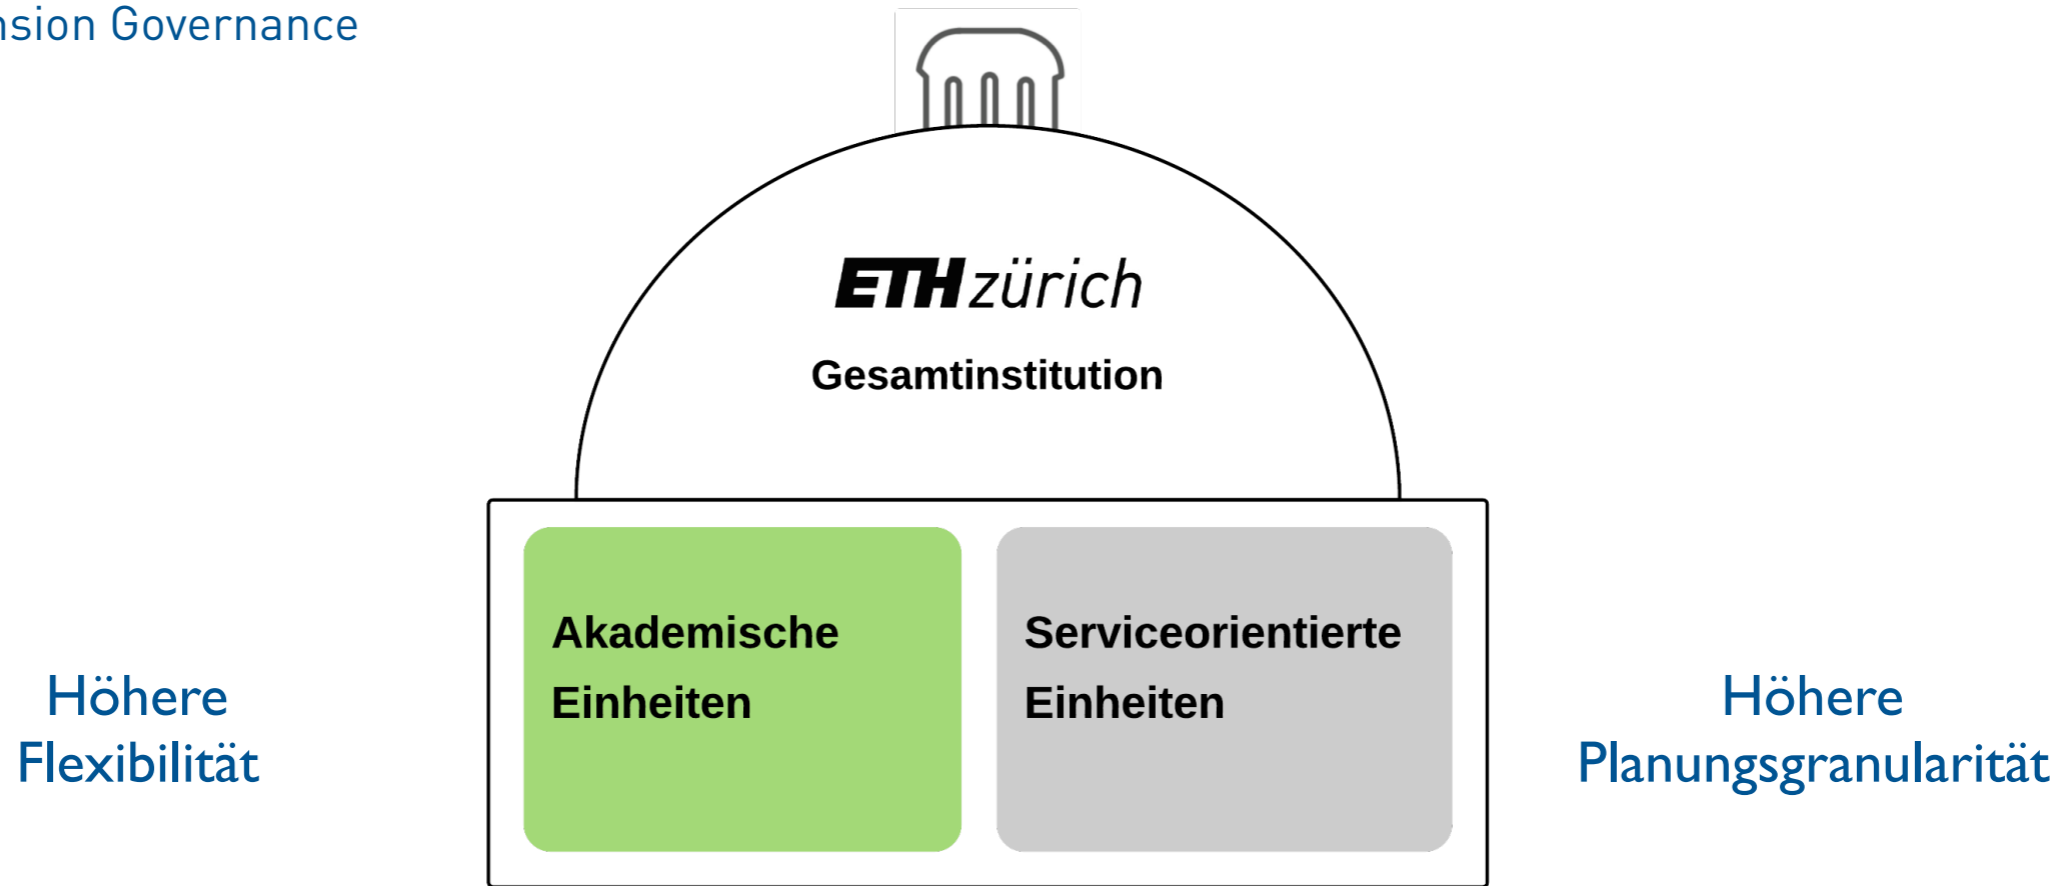 nsion Governance
ETH zürich
Gesamtinstitution
Akademische
Einheiten
Serviceorientierte
Einheiten
Höhere
Flexibilität
Höhere
Planungsgranularität